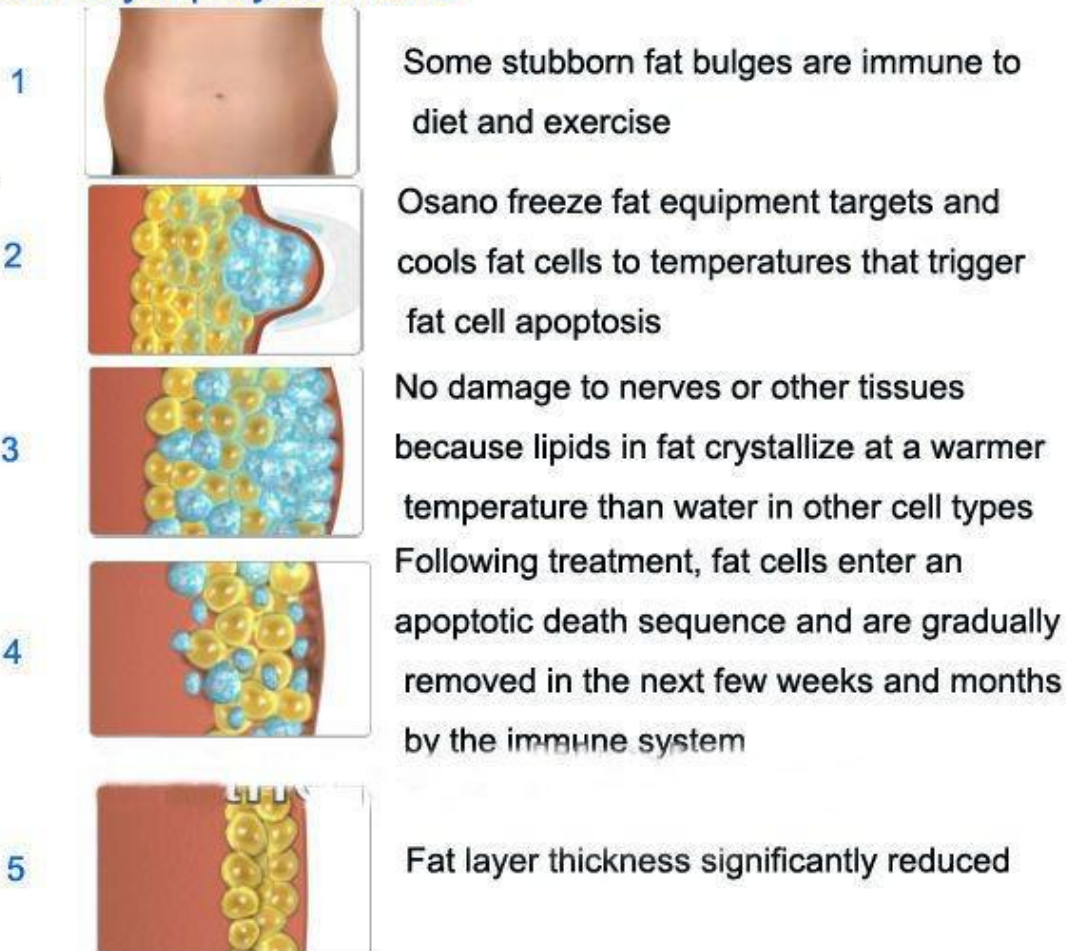 1
Some stubborn fat bulges are immune to
diet and exercise
2
Osano freeze fat equipment targets and
cools fat cells to temperatures that trigger
fat cell apoptosis
3
No damage to nerves or other tissues
because lipids in fat crystallize at a warmer
temperature than water in other cell types
4
Following treatment, fat cells enter an
apoptotic death sequence and are gradually
removed in the next few weeks and months
by the immune system
5
Fat layer thickness significantly reduced